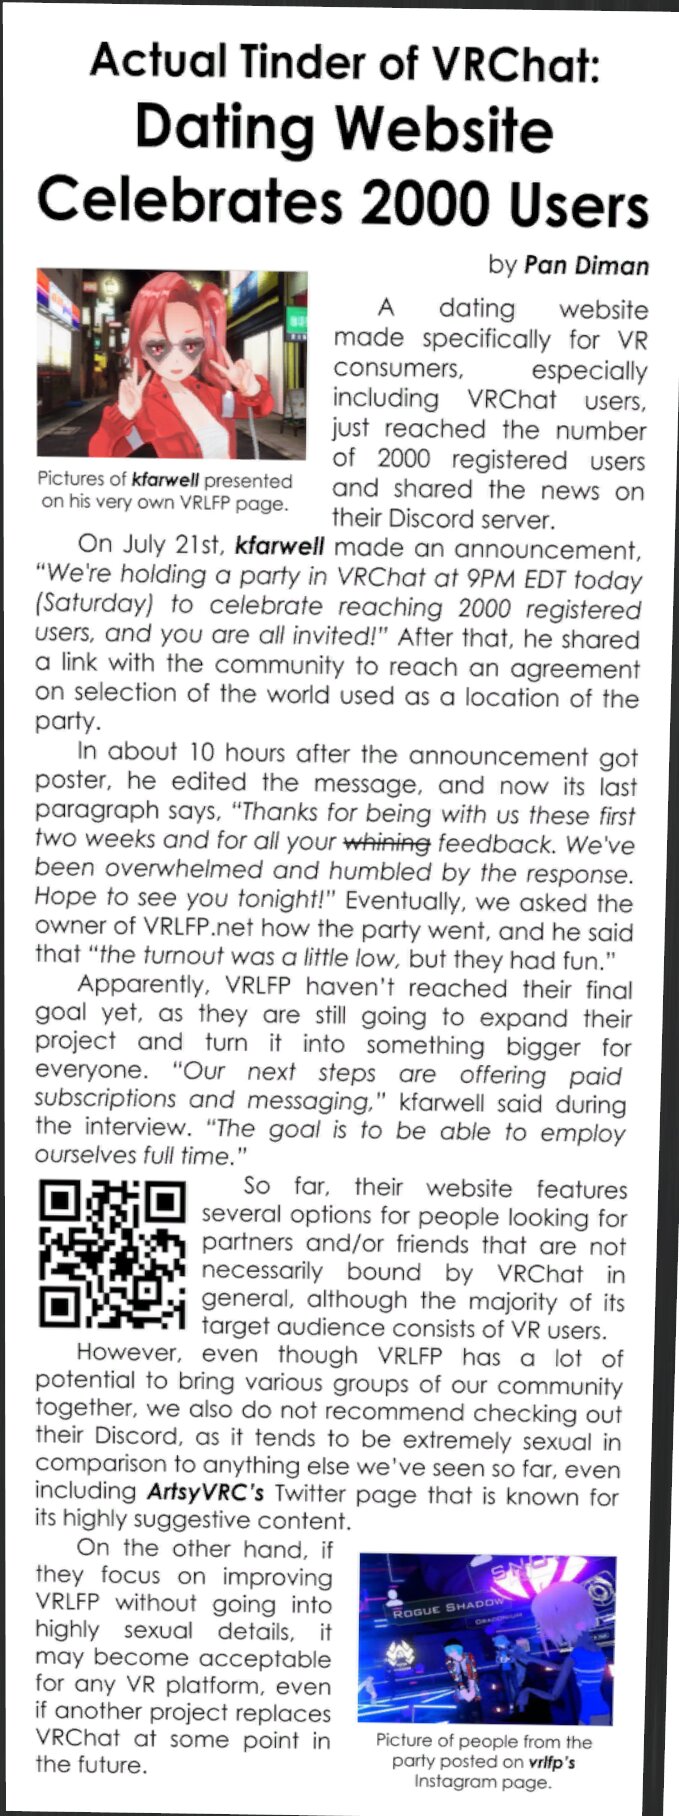 Actual Tinder of VRChat:
Dating Website
Celebrates 2000 Users
by Pan Diman
Pictures of kfarwell presented
on his very own VRLFP page.
A dating website
made specifically for VR
consumers, especially
including VRChat users,
just reached the number
of 2000 registered users
and shared the news on
their Discord server.
On July 21st, kfarwell made an announcement,
“We're holding a party in VRChat at 9PM EDT today
(Saturday) to celebrate reaching 2000 registered
users, and you are all invited!” After that, he shared
a link with the community to reach an agreement
on selection of the world used as a location of the
party.
In about 10 hours after the announcement got
poster, he edited the message, and now its last
paragraph says, “Thanks for being with us these first
two weeks and for all your whining feedback. We've
been overwhelmed and humbled by the response.
Hope to see you tonight!” Eventually, we asked the
owner of VRLFP.net how the party went, and he said
that “the turnout was a little low, but they had fun.”
Apparently, VRLFP haven't reached their final
goal yet, as they are still going to expand their
project and turn it into something bigger for
everyone. “Our next steps are offering paid
subscriptions and messaging,” kfarwell said during
the interview. “The goal is to be able to employ
ourselves full time.”
So far, their website features
several options for people looking for
partners and/or friends that are not
necessarily bound by VRChat in
general, although the majority of its
target audience consists of VR users.
However, even though VRLFP has a lot of
potential to bring various groups of our community
together, we also do not recommend checking out
their Discord, as it tends to be extremely sexual in
comparison to anything else we've seen so far, even
including ArtsyVRC's Twitter page that is known for
its highly suggestive content.
On the other hand, if
they focus on improving
VRLFP without going into
highly sexual details, it
may become acceptable
for any VR platform, even
if another project replaces
VRChat at some point in
the future.
ROGUE SHADOW
Picture of people from the
party posted on vrlfp's
Instagram page.